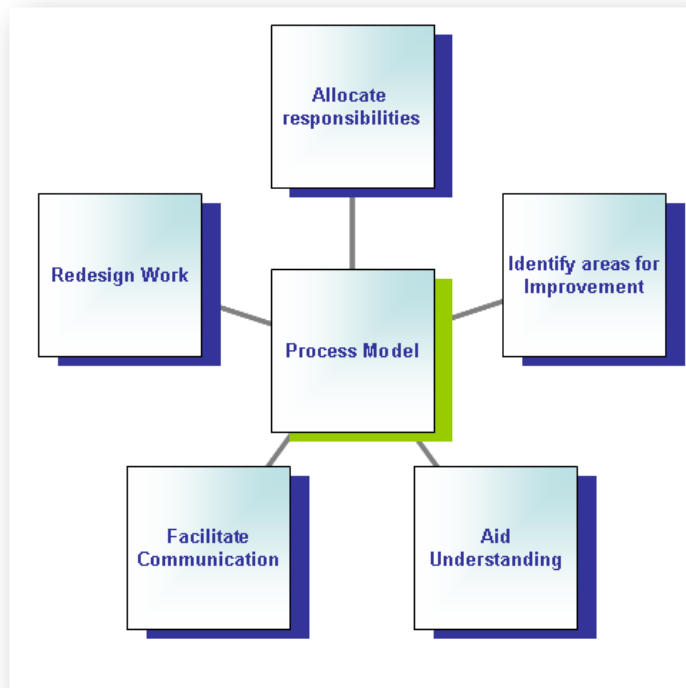 Allocate
responsibilities
Redesign Work
Identify areas for
Improvement
Process Model
Facilitate
Communication
Aid
Understanding